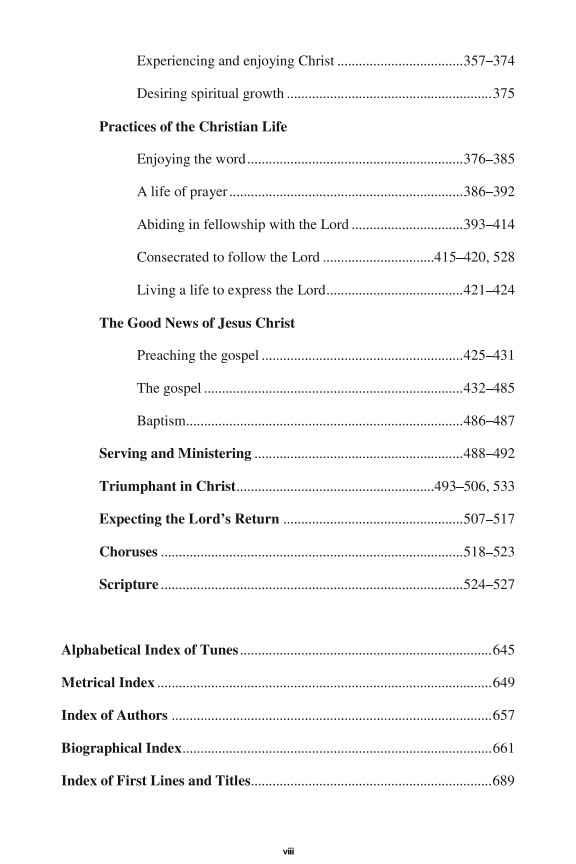 Experiencing and enjoying Christ ...................................357–374
Desiring spiritual growth .........................................................375
Practices of the Christian Life
Enjoying the word............................................................376–385
A life of prayer.................................................................386–392
Abiding in fellowship with the Lord ...............................393–414
Consecrated to follow the Lord ...............................415–420, 528
Living a life to express the Lord......................................421–424
The Good News of Jesus Christ
Preaching the gospel ........................................................425–431
The gospel ........................................................................432–485
Baptism.............................................................................486–487
Serving and Ministering ..........................................................488–492
Triumphant in Christ.......................................................493–506, 533
Expecting the Lord’s Return ..................................................507–517
Choruses ....................................................................................518–523
Scripture ....................................................................................524–527
Alphabetical Index of Tunes......................................................................645
Metrical Index .............................................................................................649
Index of Authors .........................................................................................657
Biographical Index......................................................................................661
Index of First Lines and Titles...................................................................689
viii